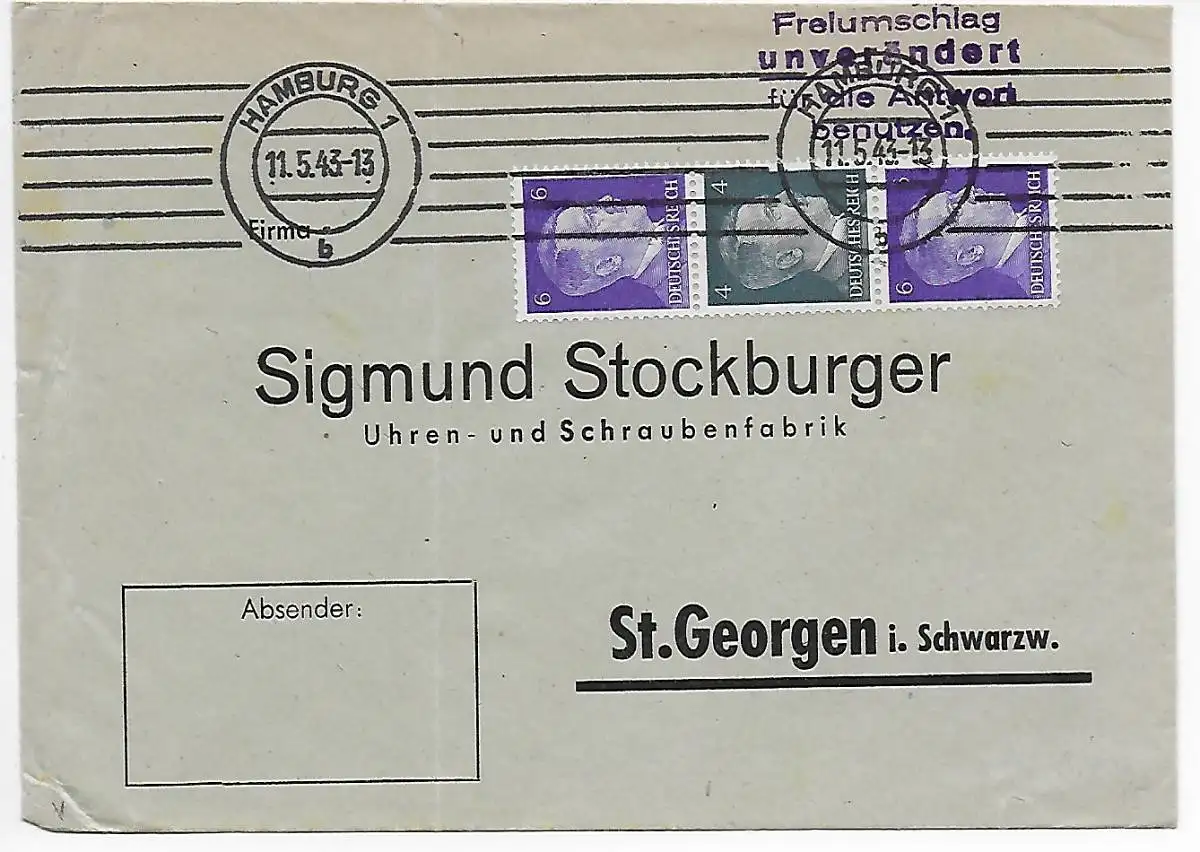 Freiumschlag
unverändert
für die Antwort
benutzen.
HAMBURG 1
11.5.43-13
b
HAMBURG 1
11.5.43-13
b
Firma
6 6 DEUTSCHES REICH
4 4 DEUTSCHES REICH
6 6 DEUTSCHES REICH
Sigmund Stockburger
Uhren- und Schraubenfabrik
Absender:
St.Georgen i. Schwarzw.
V